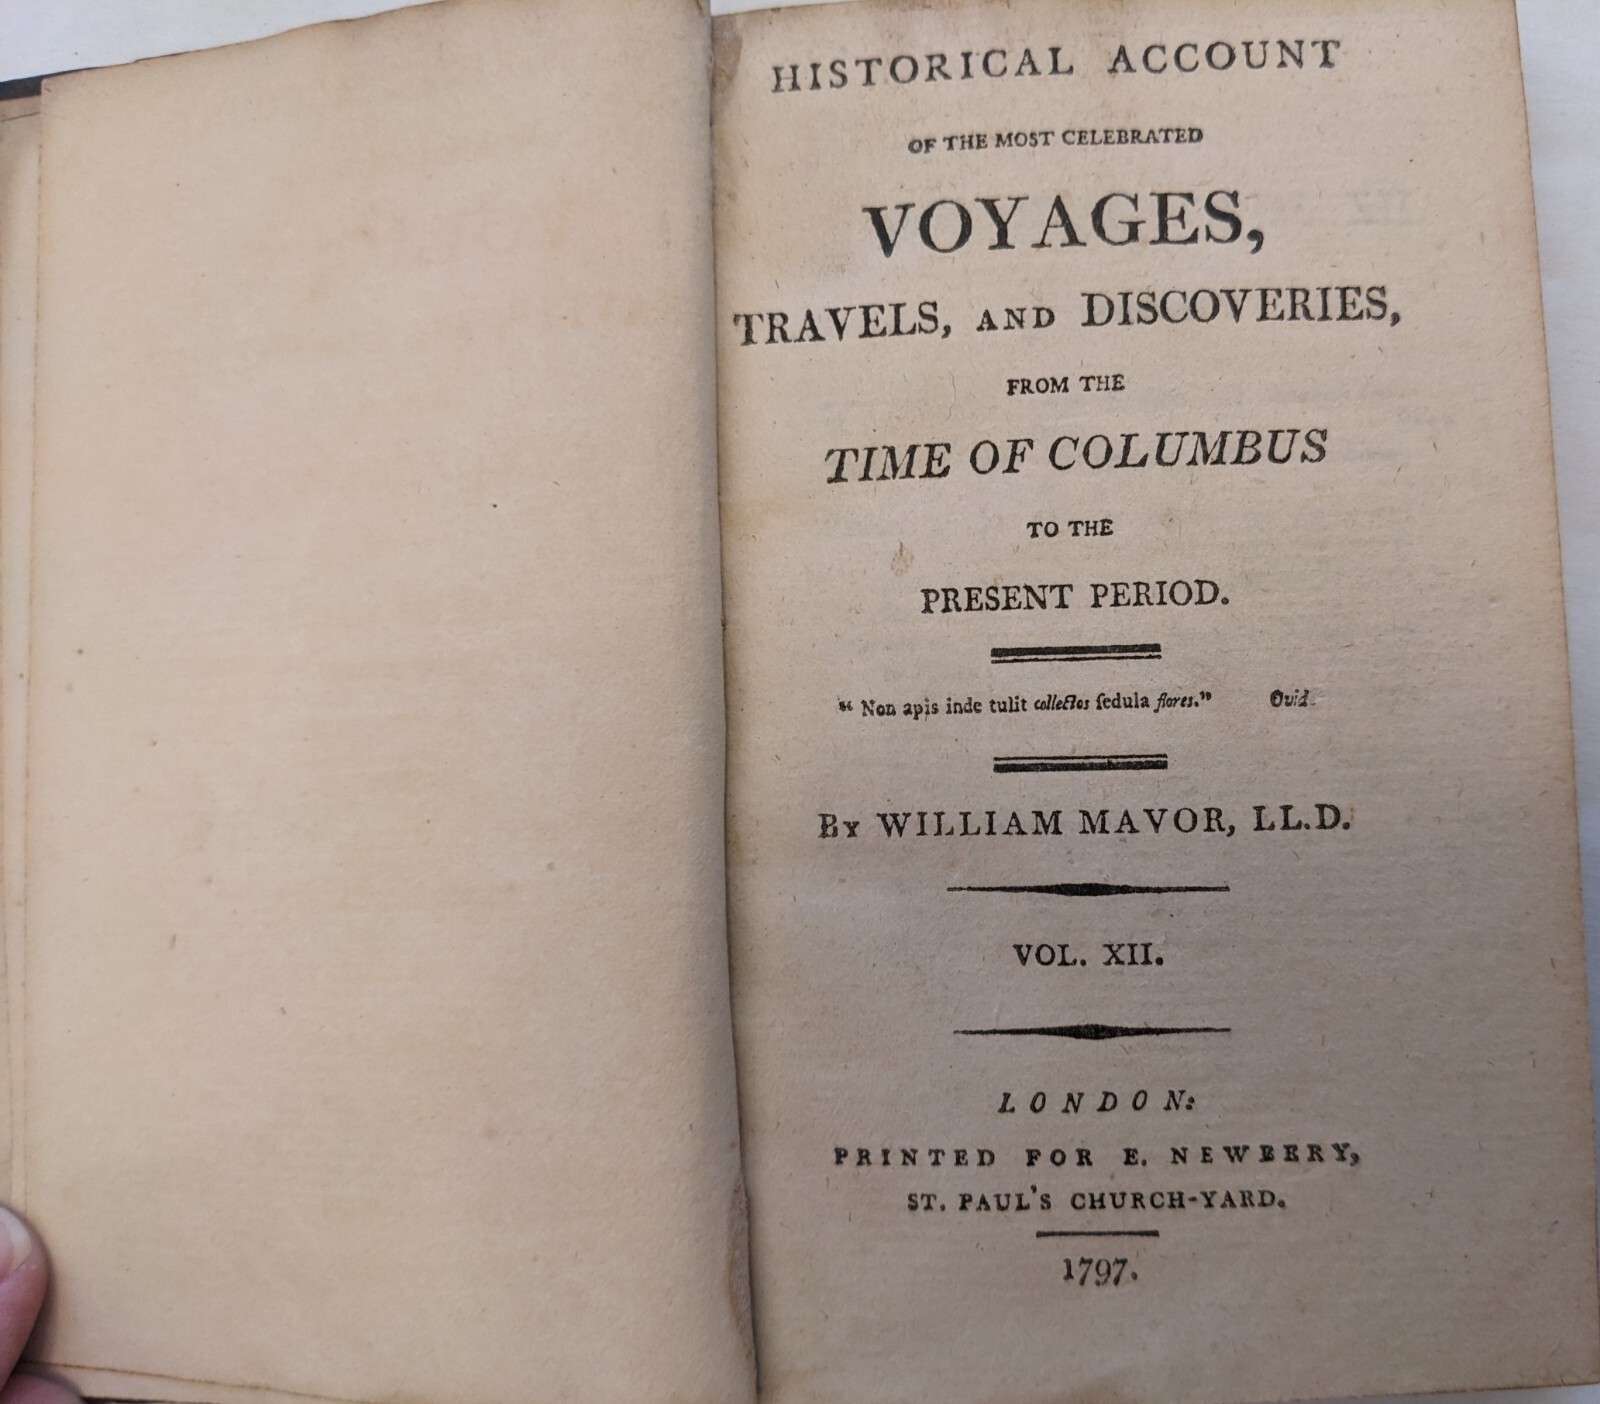 HISTORICAL ACCOUNT
OF THE MOST CELEBRATED
VOYAGES,
TRAVELS, AND DISCOVERIES,
FROM THE
TIME OF COLUMBUS
TO THE
PRESENT PERIOD.
“ Non apis inde tulit collectos ſedula flores.” Ovid.
By WILLIAM MAVOR, LL.D.
VOL. XII.
LONDON:
PRINTED FOR E. NEWBERY,
ST. PAUL'S CHURCH-YARD.
1797.